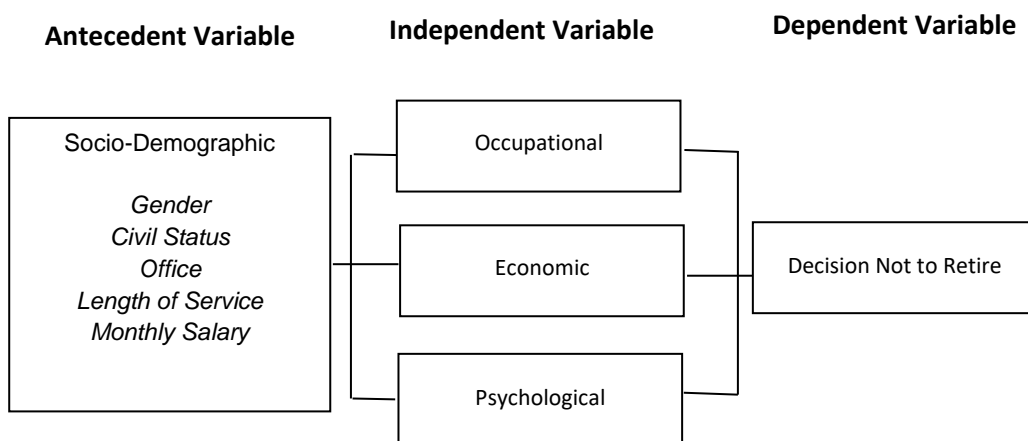 Antecedent Variable
Independent Variable
Dependent Variable
Socio-Demographic
Gender
Civil Status
Office
Length of Service
Monthly Salary
Occupational
Economic
Psychological
Decision Not to Retire